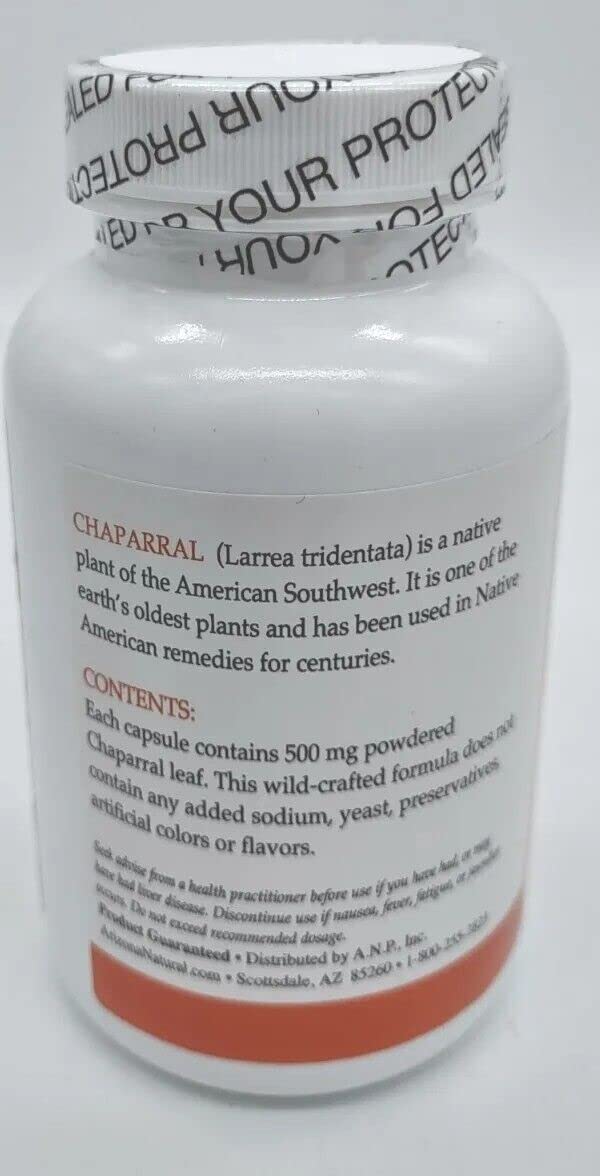 SEALED FOR YOUR PROTECTION
CHAPARRAL (Larrea tridentata) is a native
plant of the American Southwest. It is one of the
earth's oldest plants and has been used in Native
American remedies for centuries.
CONTENTS:
Each capsule contains 500 mg powdered
Chaparral leaf. This wild-crafted formula does not
contain any added sodium, yeast, preservatives
artificial colors or flavors.
Seek advise from a health practitioner before use if you have had, or may
have had liver disease. Discontinue use if nausea, fever, fatigue, or jaundice
occurs. Do not exceed recommended dosage.
Product Guaranteed • Distributed by A.N.P., Inc.
ArizonaNatural.com • Scottsdale, AZ 85260 • 1-800-255-2823